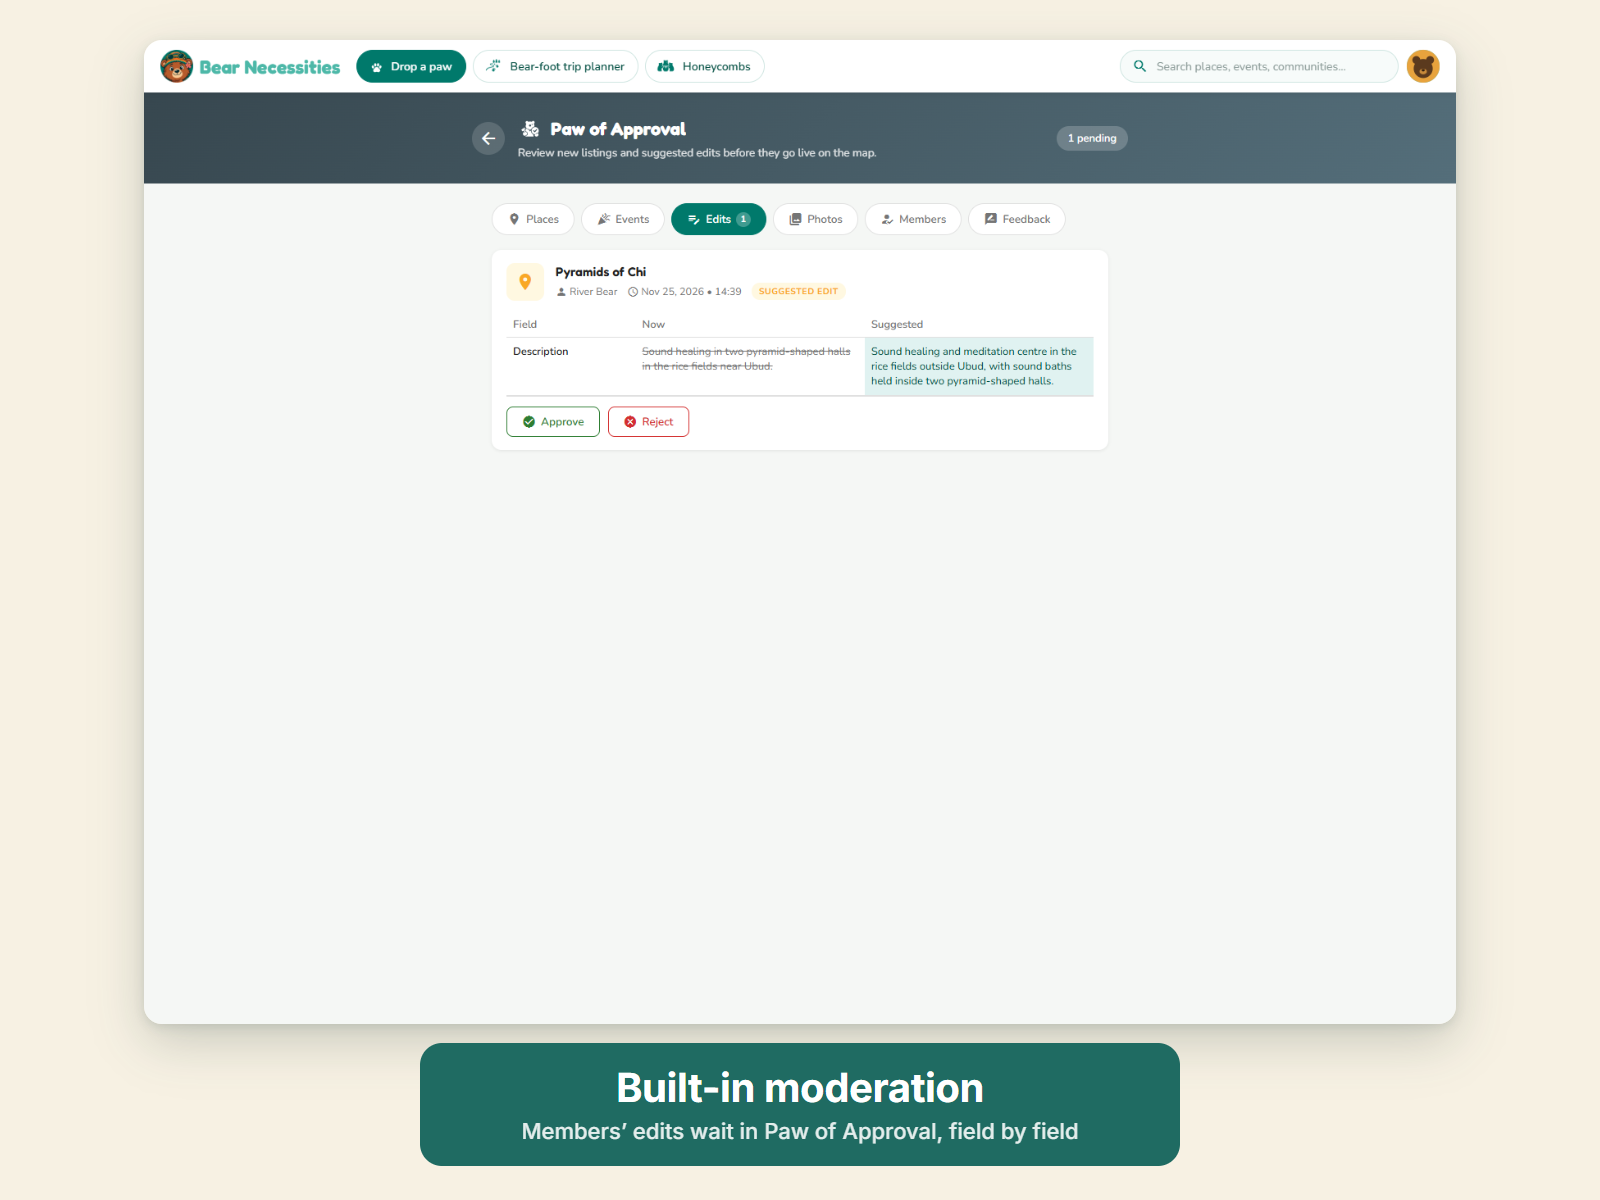 Bear Necessities
Drop a paw
Bear-foot trip planner
Honeycombs
Search places, events, communities...
Paw of Approval
Review new listings and suggested edits before they go live on the map.
1 pending
Places
Events
Edits 1
Photos
Members
Feedback
Pyramids of Chi
River Bear
Nov 25, 2026 • 14:39
SUGGESTED EDIT
Field
Now
Suggested
Description
Sound healing in two pyramid-shaped halls
in the rice fields near Ubud.
Sound healing and meditation centre in the
rice fields outside Ubud, with sound baths
held inside two pyramid-shaped halls.
Approve
Reject
Built-in moderation
Members’ edits wait in Paw of Approval, field by field